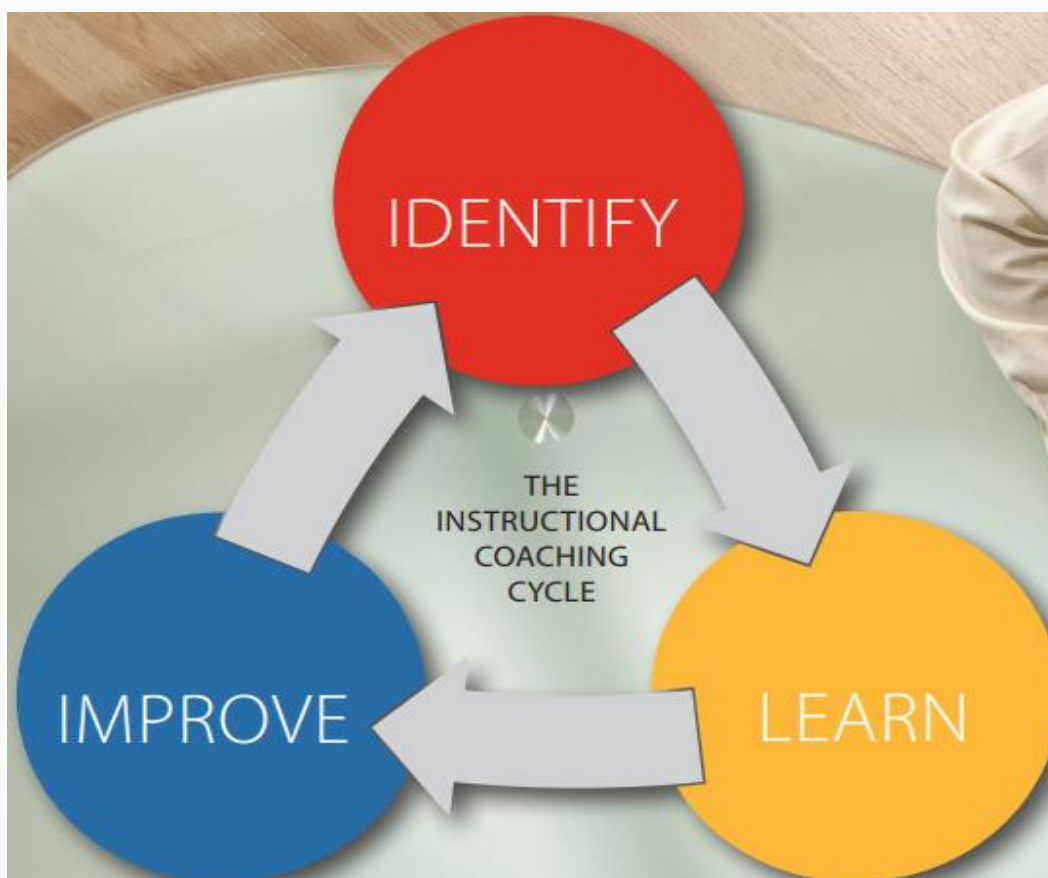 IDENTIFY
THE
INSTRUCTIONAL
COACHING
CYCLE
IMPROVE
LEARN